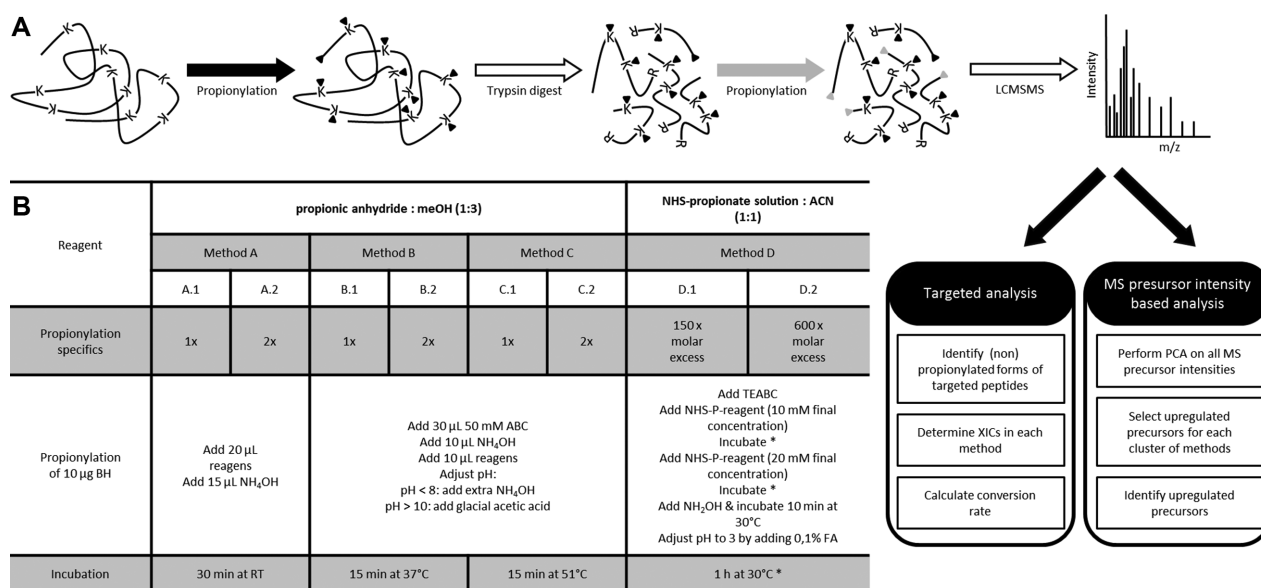 A
K K K K K K K K
Propionylation
K K K K K K K K
Trypsin digest
K R K K K R K K K K K R R R
Propionylation
K R K K K R K K K K K R R R
LCMSMS
Intensity
m/z
B
Reagent
propionic anhydride : meOH (1:3)
NHS-propionate solution : ACN
(1:1)
Method A
Method B
Method C
Method D
A.1
A.2
B.1
B.2
C.1
C.2
D.1
D.2
Propionylation
specifics
1x
2x
1x
2x
1x
2x
150 x
molar
excess
600 x
molar
excess
Propionylation
of 10 µg BH
Add 20 µL
reagens
Add 15 µL NH₄OH
Add 30 µL 50 mM ABC
Add 10 µL NH₄OH
Add 10 µL reagens
Adjust pH:
pH < 8: add extra NH₄OH
pH > 10: add glacial acetic acid
Add TEABC
Add NHS-P-reagent (10 mM final
concentration)
Incubate *
Add NHS-P-reagent (20 mM final
concentration)
Incubate *
Add NH₂OH & incubate 10 min at
30°C
Adjust pH to 3 by adding 0,1% FA
Incubation
30 min at RT
15 min at 37°C
15 min at 51°C
1 h at 30°C *
Targeted analysis
Identify (non)
propionylated forms of
targeted peptides
Determine XICs in each
method
Calculate conversion
rate
MS presursor intensity
based analysis
Perform PCA on all MS
precursor intensities
Select upregulated
precursors for each
cluster of methods
Identify upregulated
precursors